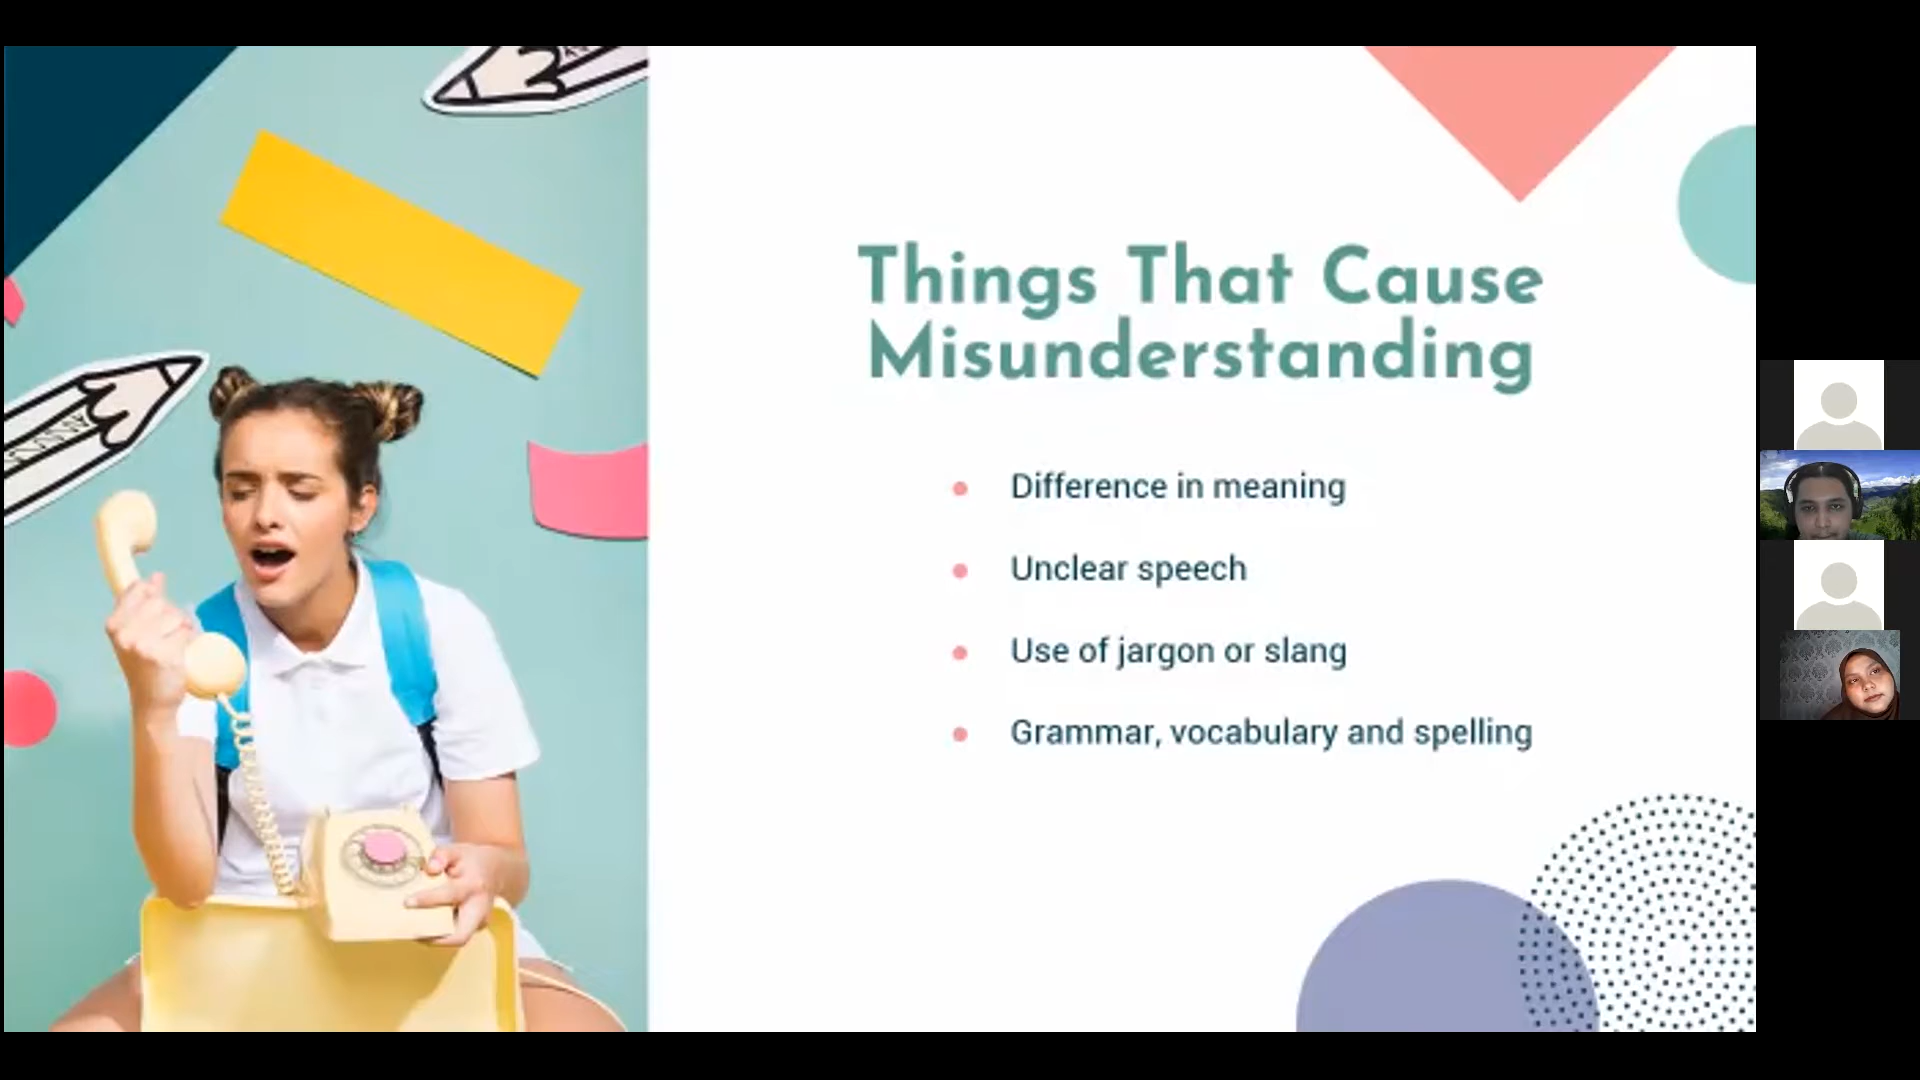 Things That Cause
Misunderstanding
Difference in meaning
Unclear speech
Use of jargon or slang
Grammar, vocabulary and spelling